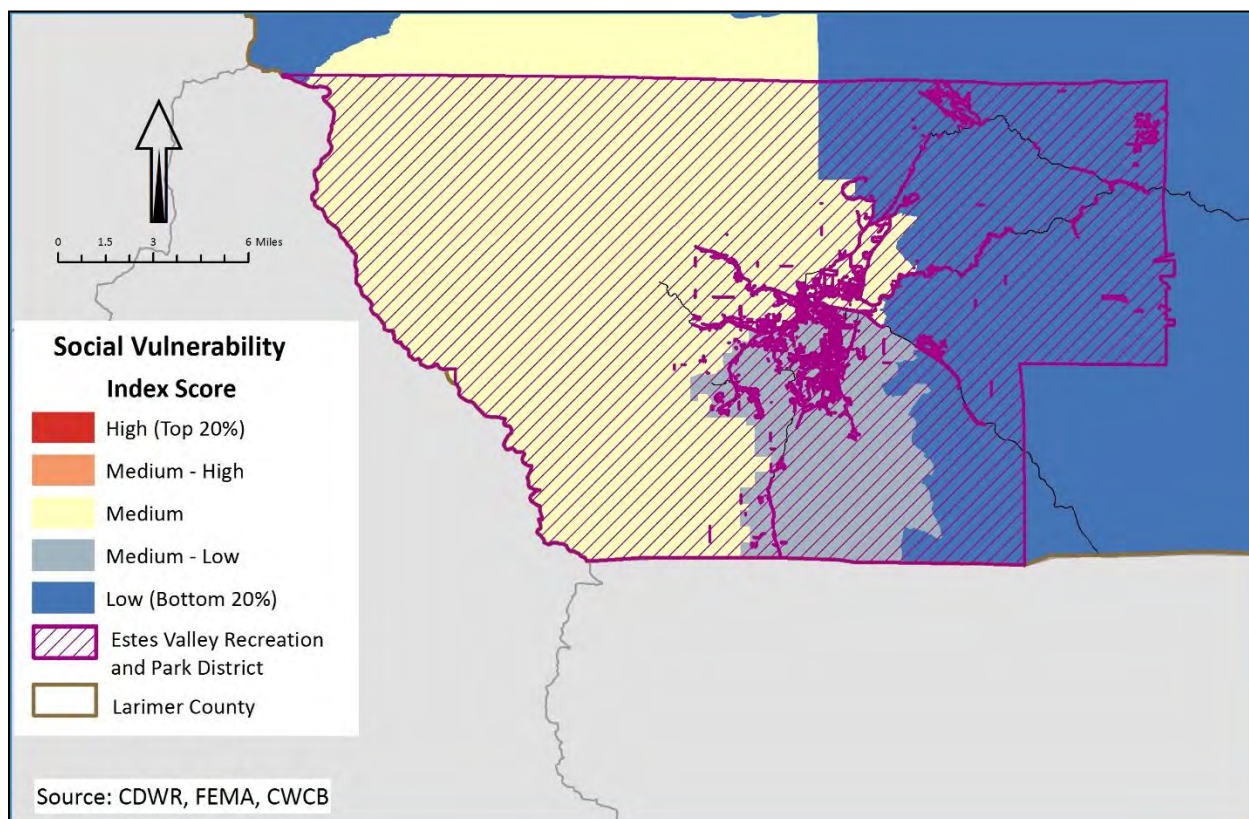 0 1.5 3 6 Miles
Social Vulnerability
Index Score
High (Top 20%)
Medium - High
Medium
Medium - Low
Low (Bottom 20%)
Estes Valley Recreation
and Park District
Larimer County
Source: CDWR, FEMA, CWCB